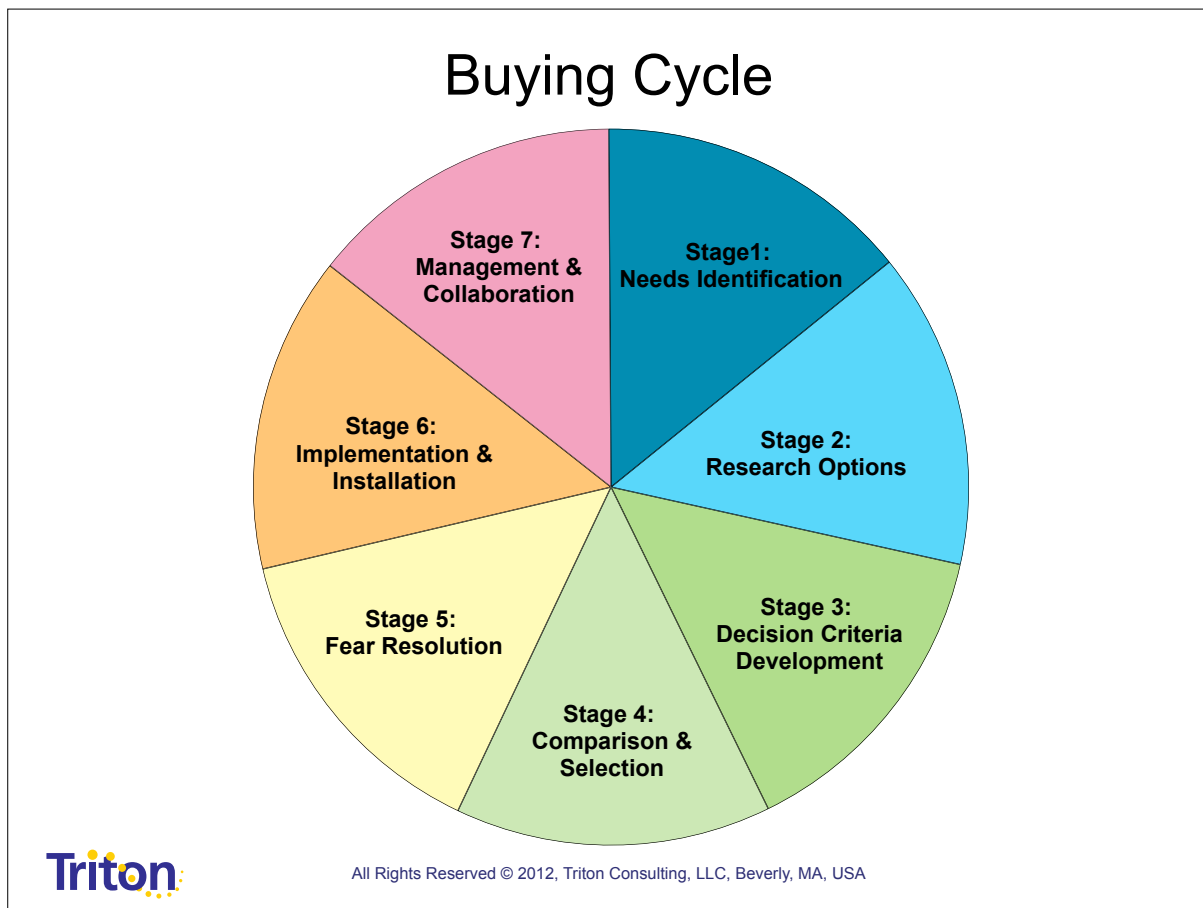 Buying Cycle
Stage 7:
Management &
Collaboration
Stage1:
Needs Identification
Stage 6:
Implementation &
Installation
Stage 2:
Research Options
Stage 5:
Fear Resolution
Stage 3:
Decision Criteria
Development
Stage 4:
Comparison &
Selection
Triton
All Rights Reserved © 2012, Triton Consulting, LLC, Beverly, MA, USA